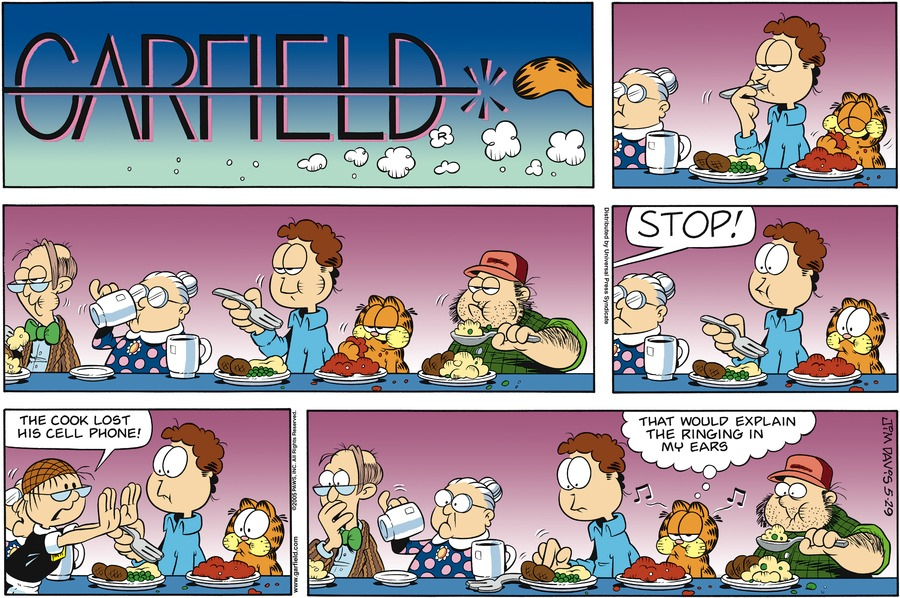 GARFIELD
R
Distributed by Universal Press Syndicate
STOP!
THE COOK LOST
HIS CELL PHONE!
©2005 PAWS, INC. All Rights Reserved.
www.garfield.com
THAT WOULD EXPLAIN
THE RINGING IN
MY EARS
JIM DAVIS 5-29